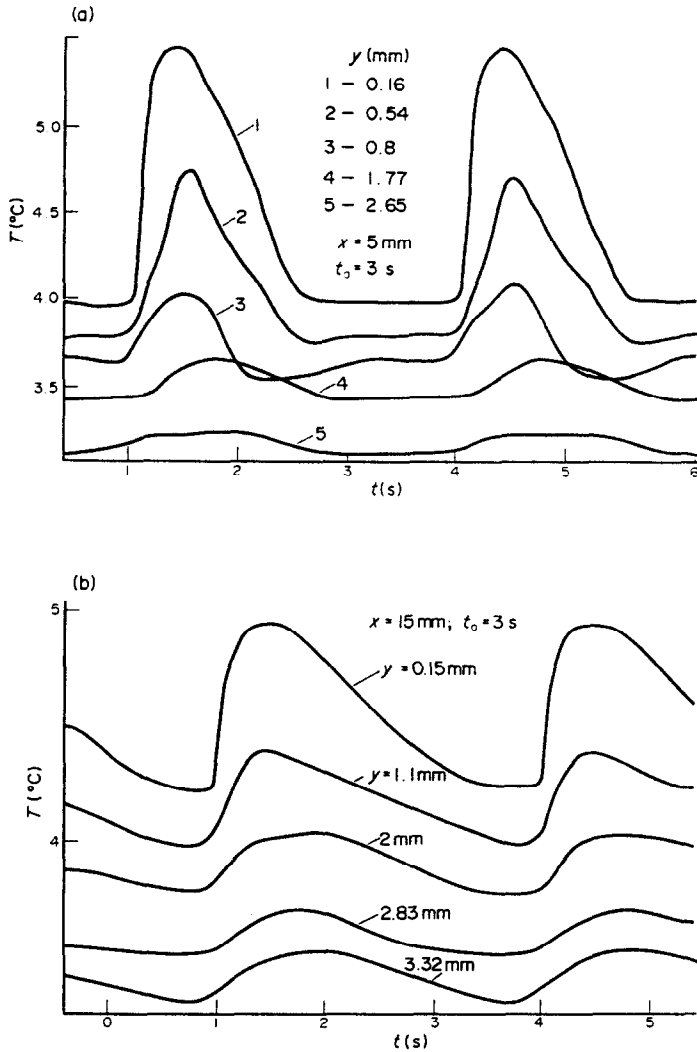 (a)
y (mm)
1 – 0.16
2 – 0.54
3 – 0.8
4 – 1.77
5 – 2.65
x = 5 mm
t₀ = 3 s
T (°C)
5.0
4.5
4.0
3.5
1
2
3
4
5
1 2 3 4 5 6
t(s)
(b)
x = 15 mm; t₀ = 3 s
y = 0.15 mm
y = 1.1 mm
2 mm
2.83 mm
3.32 mm
T (°C)
5
4
0 1 2 3 4 5
t(s)